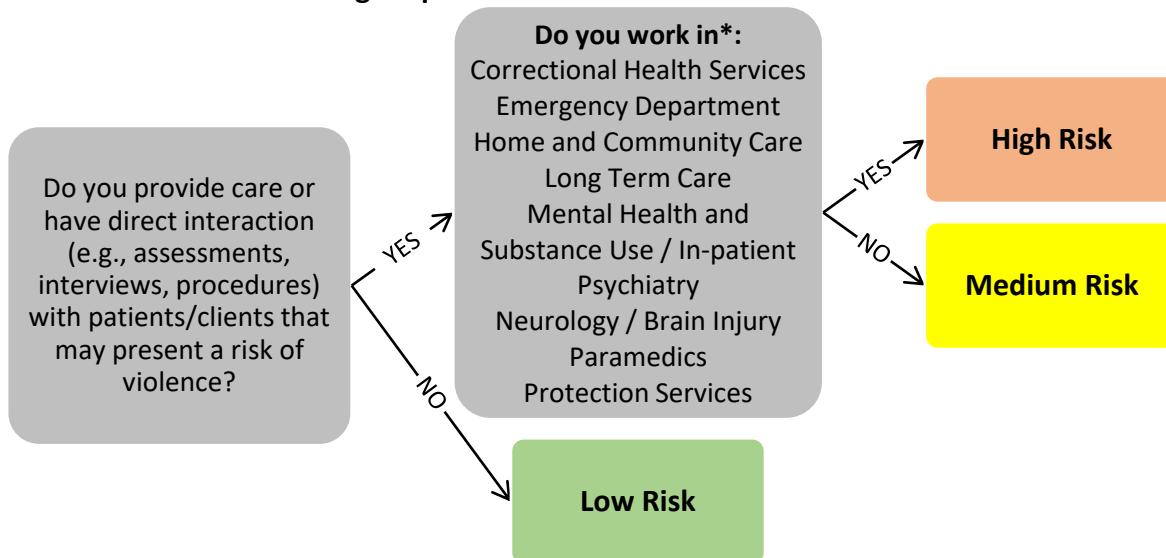 Do you provide care or
have direct interaction
(e.g., assessments,
interviews, procedures)
with patients/clients that
may present a risk of
violence?
YES
NO
Do you work in*:
Correctional Health Services
Emergency Department
Home and Community Care
Long Term Care
Mental Health and
Substance Use / In-patient
Psychiatry
Neurology / Brain Injury
Paramedics
Protection Services
YES
NO
High Risk
Medium Risk
Low Risk